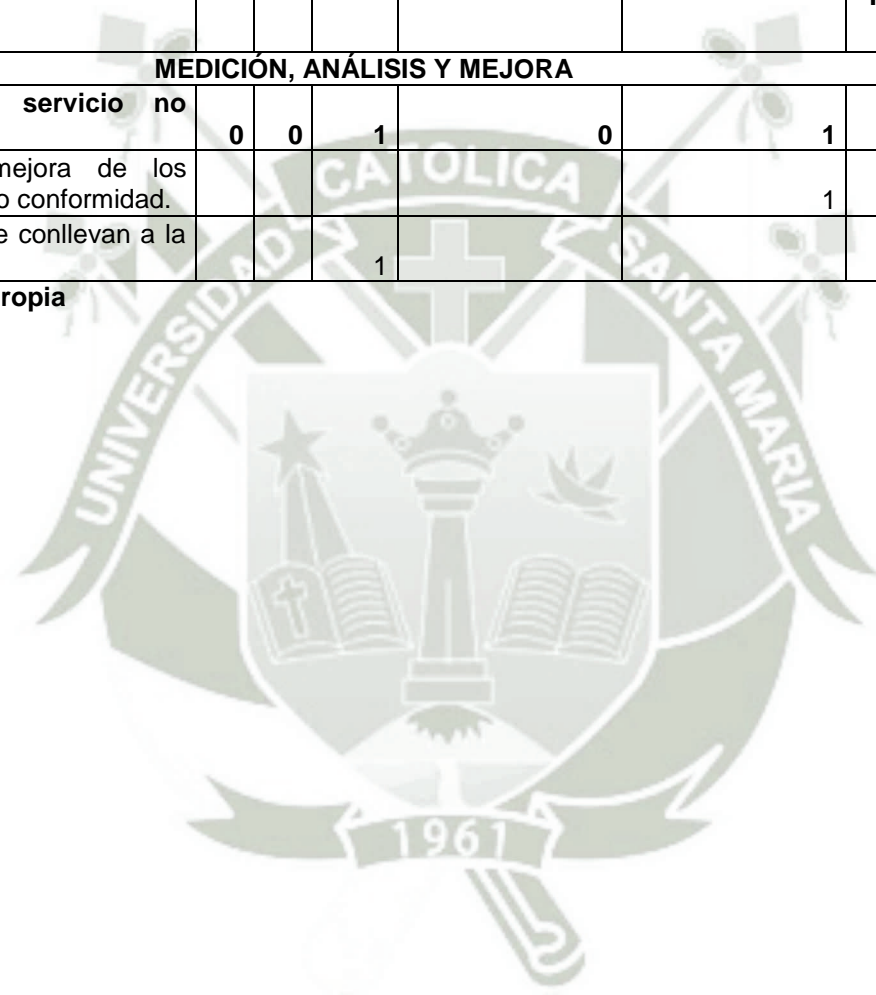 MEDICIÓN, ANÁLISIS Y MEJORA
servicio no
0 0 1 0 1
mejora de los
o conformidad.
1
e conllevan a la
1
ropia
UNIVERSIDAD CATOLICA SANTA MARIA
1961